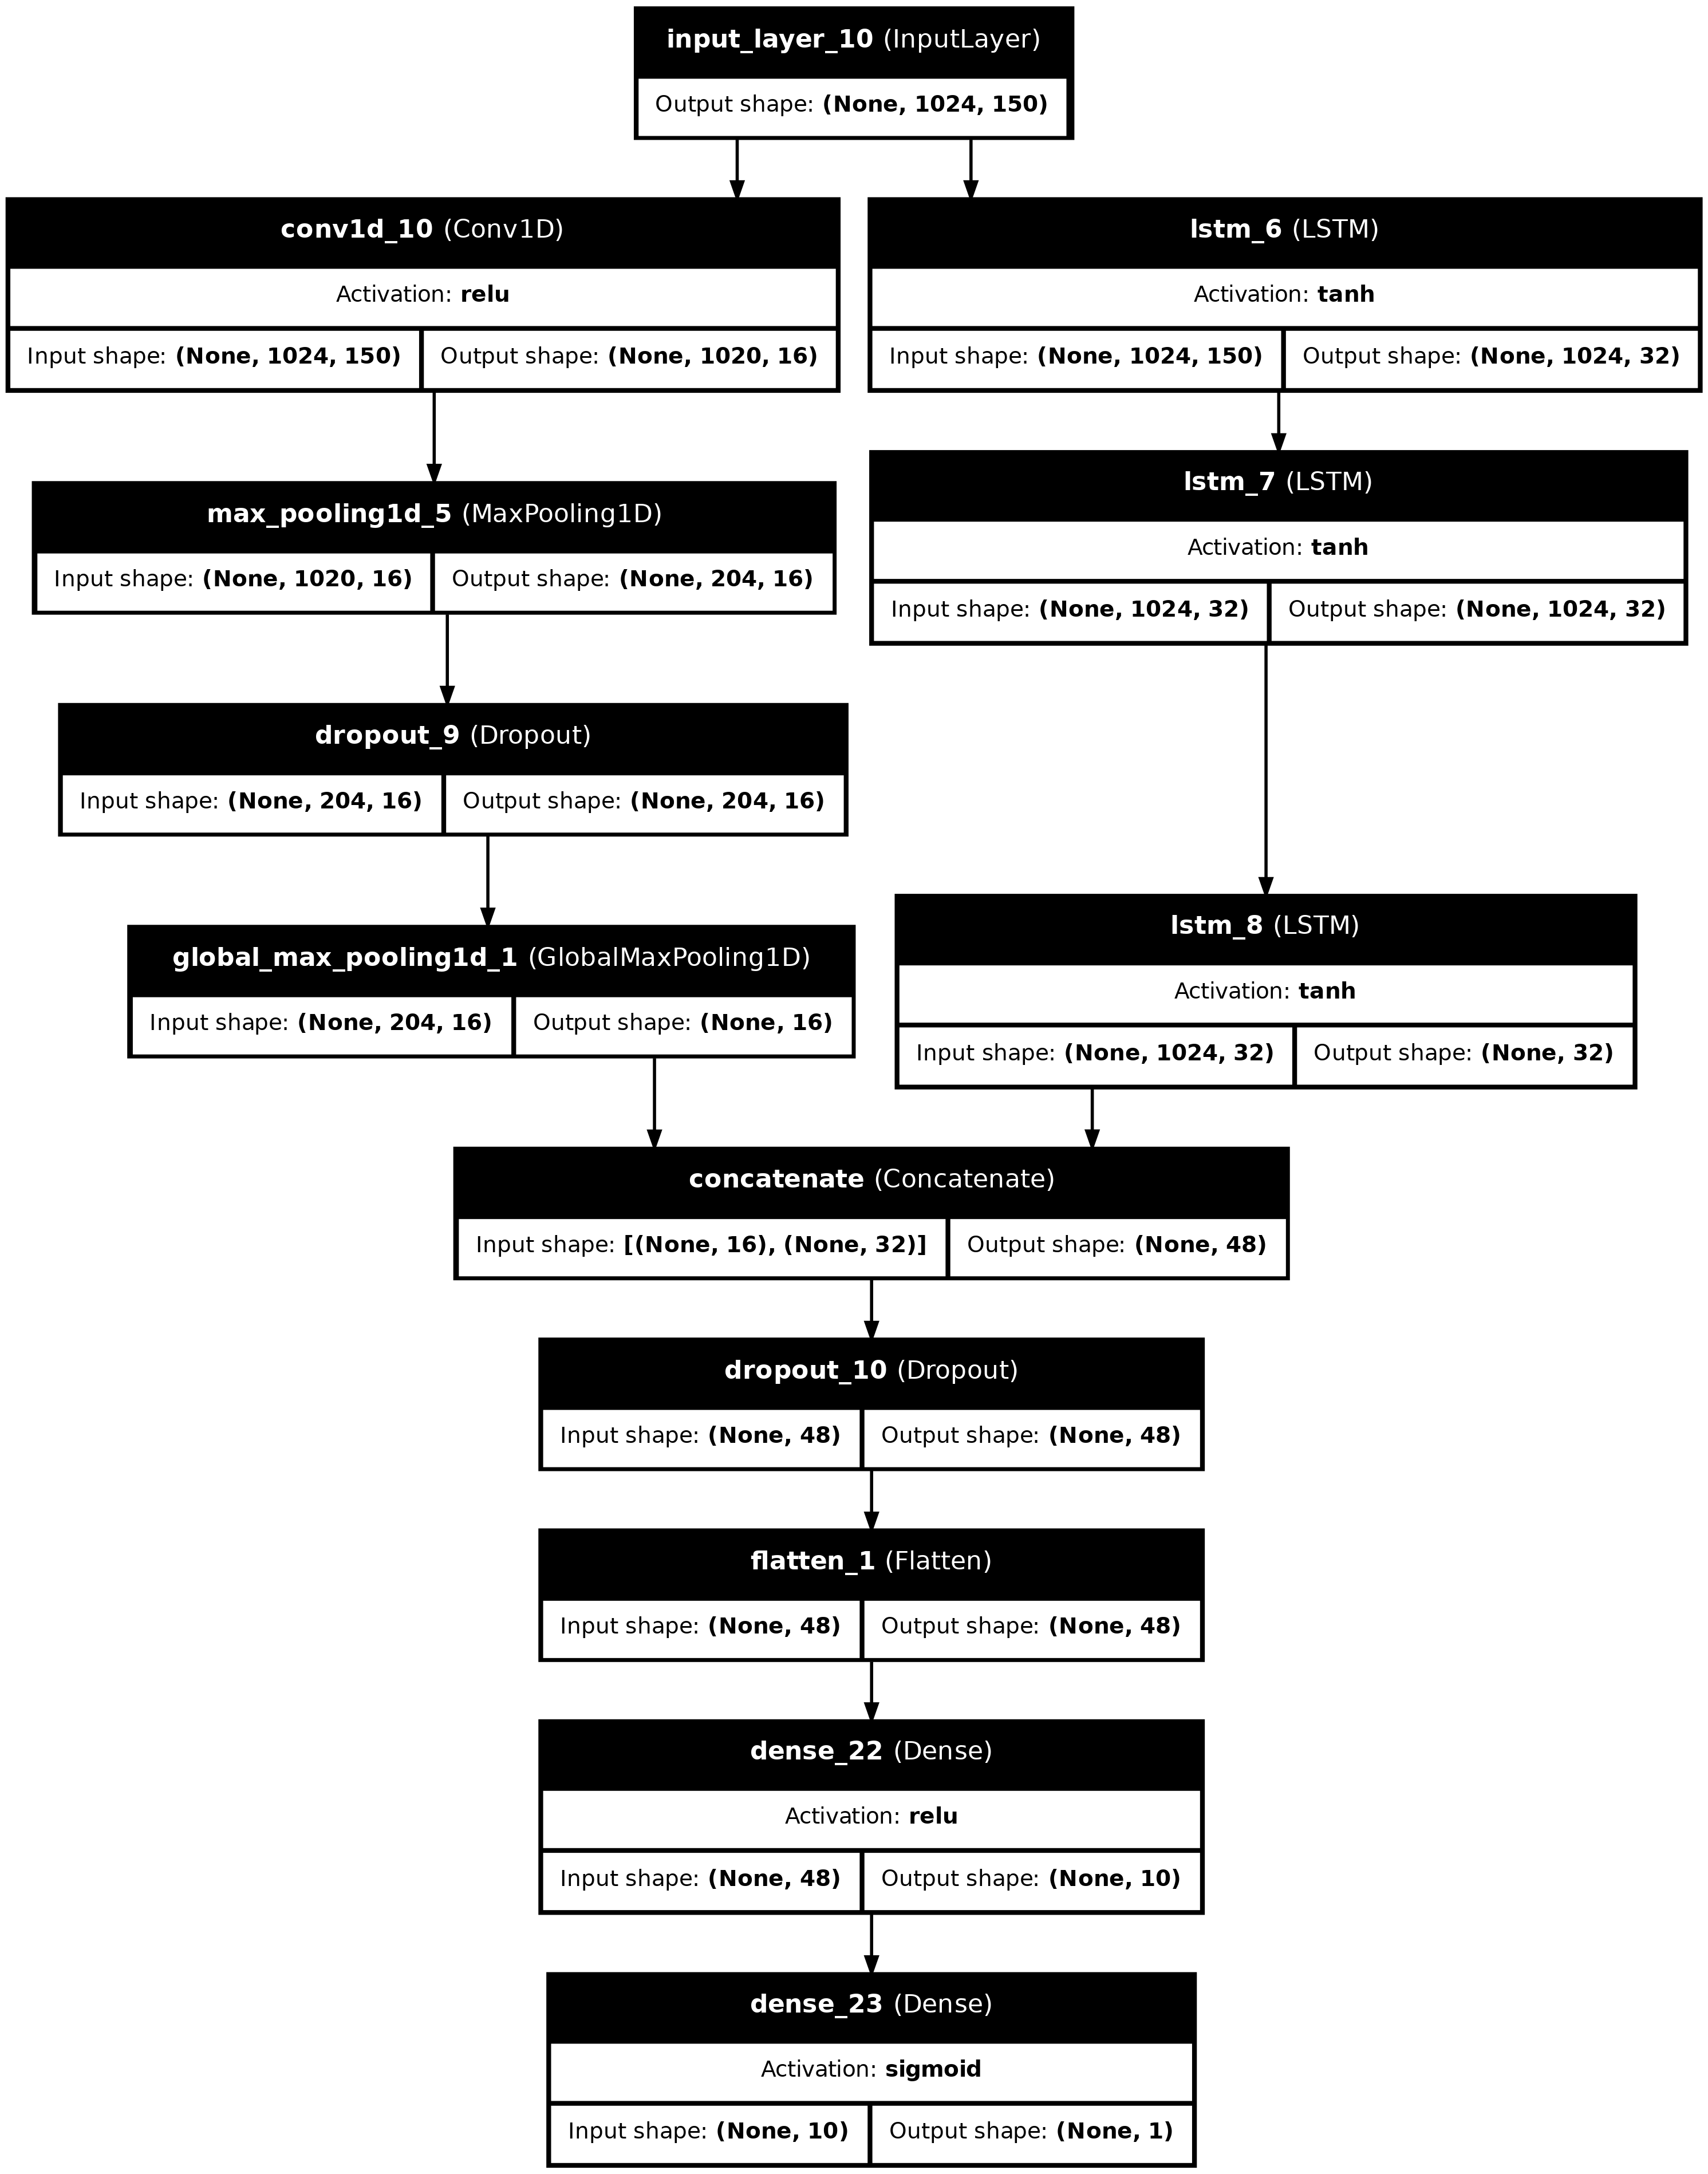 input_layer_10 (InputLayer)
Output shape: (None, 1024, 150)
conv1d_10 (Conv1D)
Activation: relu
Input shape: (None, 1024, 150) Output shape: (None, 1020, 16)
lstm_6 (LSTM)
Activation: tanh
Input shape: (None, 1024, 150) Output shape: (None, 1024, 32)
max_pooling1d_5 (MaxPooling1D)
Input shape: (None, 1020, 16) Output shape: (None, 204, 16)
lstm_7 (LSTM)
Activation: tanh
Input shape: (None, 1024, 32) Output shape: (None, 1024, 32)
dropout_9 (Dropout)
Input shape: (None, 204, 16) Output shape: (None, 204, 16)
global_max_pooling1d_1 (GlobalMaxPooling1D)
Input shape: (None, 204, 16) Output shape: (None, 16)
lstm_8 (LSTM)
Activation: tanh
Input shape: (None, 1024, 32) Output shape: (None, 32)
concatenate (Concatenate)
Input shape: [(None, 16), (None, 32)] Output shape: (None, 48)
dropout_10 (Dropout)
Input shape: (None, 48) Output shape: (None, 48)
flatten_1 (Flatten)
Input shape: (None, 48) Output shape: (None, 48)
dense_22 (Dense)
Activation: relu
Input shape: (None, 48) Output shape: (None, 10)
dense_23 (Dense)
Activation: sigmoid
Input shape: (None, 10) Output shape: (None, 1)